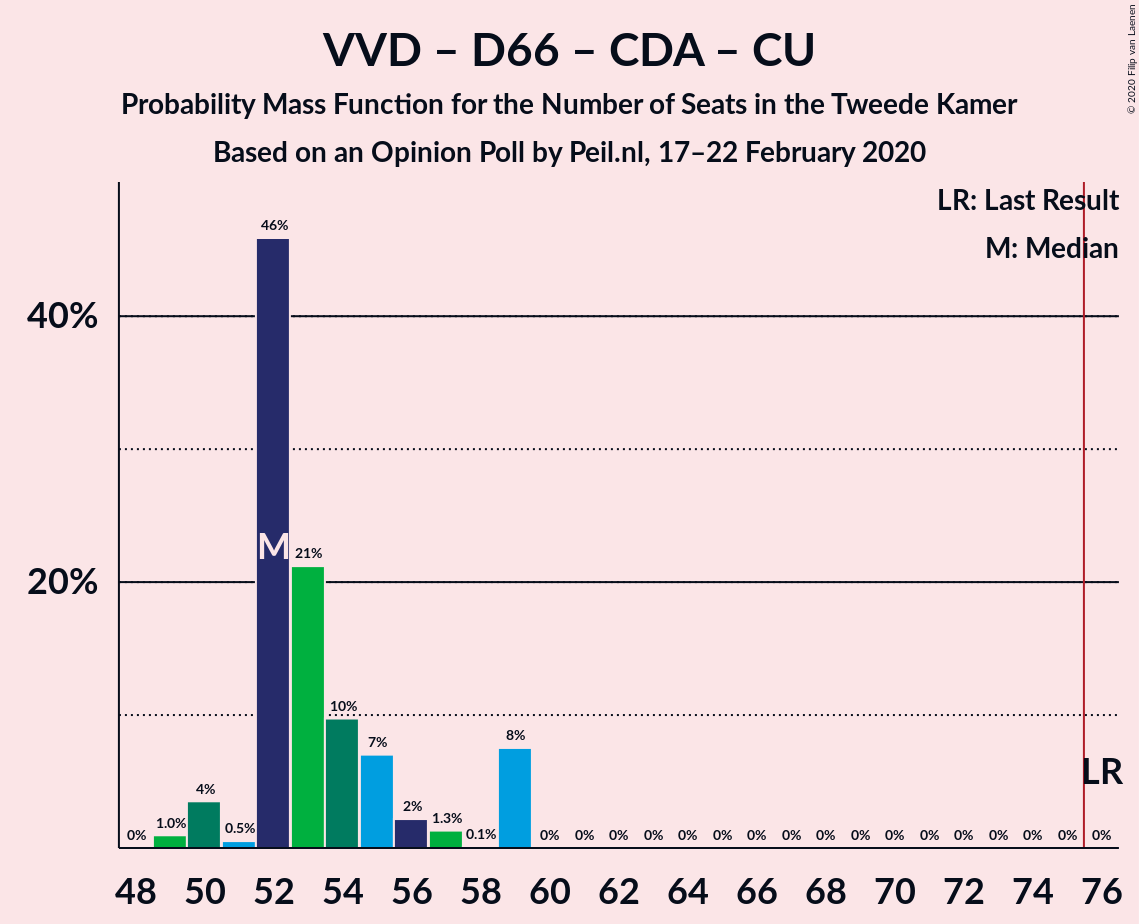 VVD – D66 – CDA – CU
Probability Mass Function for the Number of Seats in the Tweede Kamer
Based on an Opinion Poll by Peil.nl, 17–22 February 2020
© 2020 Filip van Laenen
LR: Last Result
M: Median
46%
40%
M
21%
20%
10%
7%
8%
LR
4%
2%
1.3%
0% 1.0% 0.5% 0.1% 0% 0% 0% 0% 0% 0% 0% 0% 0% 0% 0% 0% 0% 0% 0% 0% 0%
48 50 52 54 56 58 60 62 64 66 68 70 72 74 76